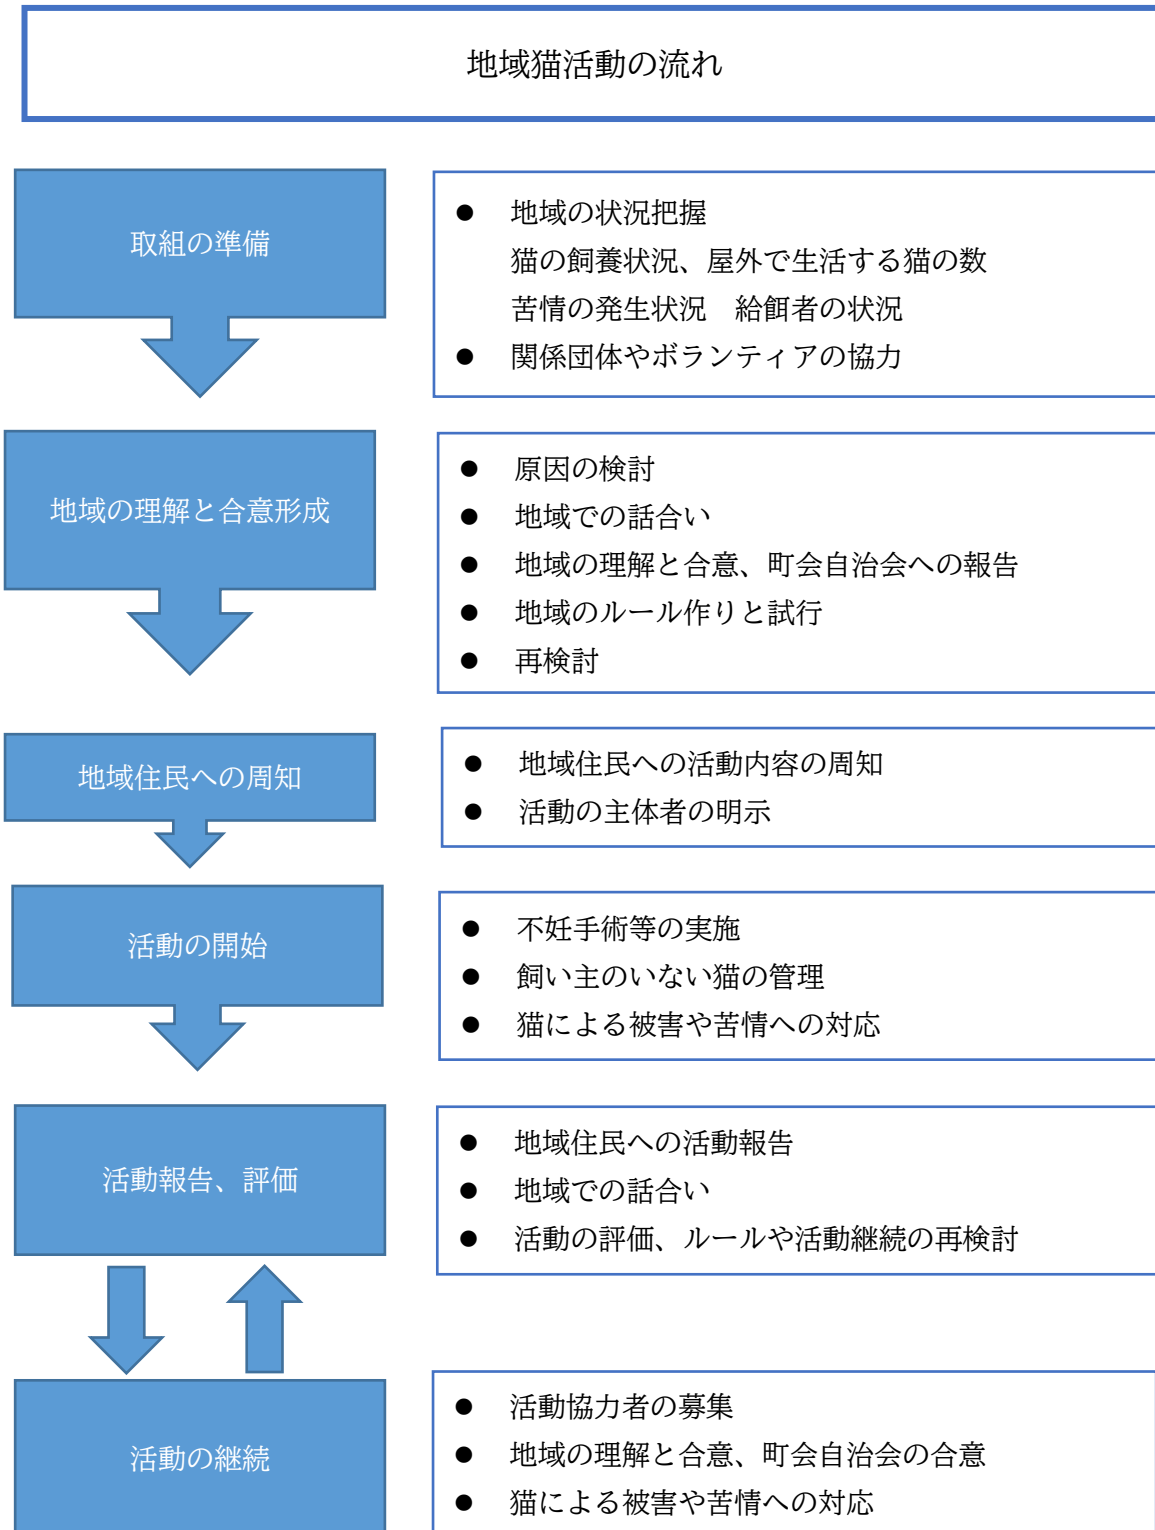 地域猫活動の流れ
取組の準備
● 地域の状況把握
猫の飼養状況、屋外で生活する猫の数
苦情の発生状況　給餌者の状況
● 関係団体やボランティアの協力
地域の理解と合意形成
● 原因の検討
● 地域での話合い
● 地域の理解と合意、町会自治会への報告
● 地域のルール作りと試行
● 再検討
地域住民への周知
● 地域住民への活動内容の周知
● 活動の主体者の明示
活動の開始
● 不妊手術等の実施
● 飼い主のいない猫の管理
● 猫による被害や苦情への対応
活動報告、評価
● 地域住民への活動報告
● 地域での話合い
● 活動の評価、ルールや活動継続の再検討
活動の継続
● 活動協力者の募集
● 地域の理解と合意、町会自治会の合意
● 猫による被害や苦情への対応